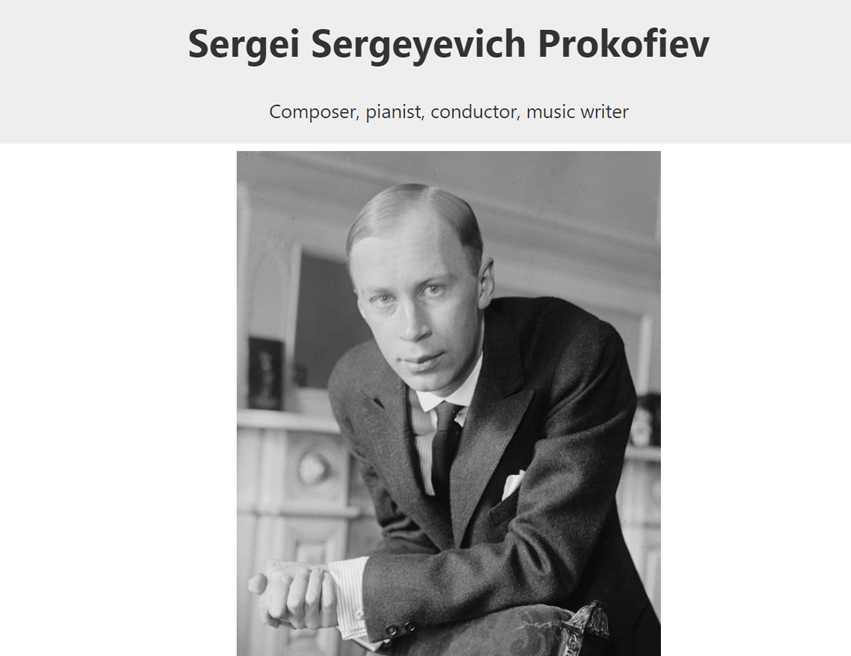 Sergei Sergeyevich Prokofiev
Composer, pianist, conductor, music writer